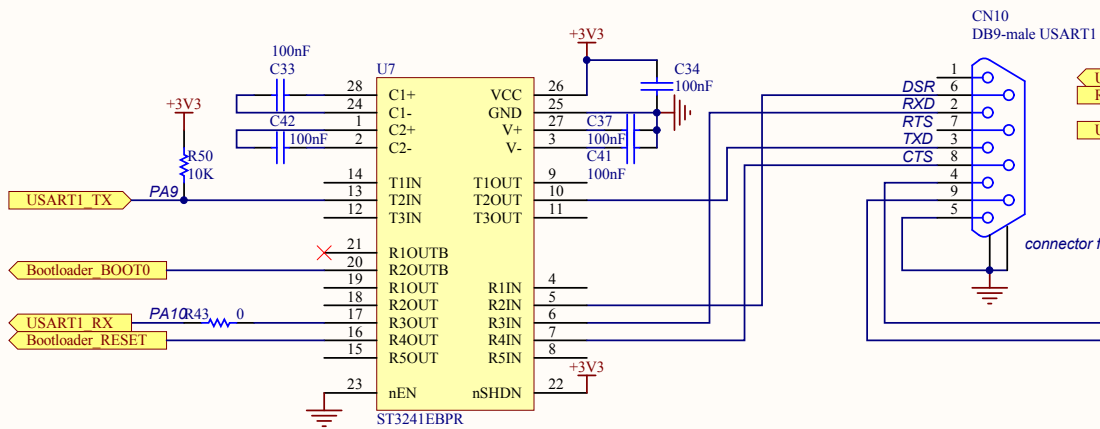 CN10
DB9-male USART1
+3V3
100nF
C33
U7
C34
100nF
28 C1+ VCC 26
24 C1- GND 25
1 C2+ V+ 27
2 C2- V- 3
C42
100nF
C37
100nF
C41
100nF
+3V3
R50
10K
USART1_TX
PA9
14 T1IN T1OUT 9
13 T2IN T2OUT 10
12 T3IN T3OUT 11
21 R1OUTB
20 R2OUTB
Bootloader_BOOT0
19 R1OUT R1IN 4
18 R2OUT R2IN 5
17 R3OUT R3IN 6
16 R4OUT R4IN 7
15 R5OUT R5IN 8
USART1_RX
PA10
R43 0
Bootloader_RESET
+3V3
23 nEN nSHDN 22
ST3241EBPR
1
DSR 6
RXD 2
RTS 7
TXD 3
CTS 8
4
9
5
U
R
U
connector f